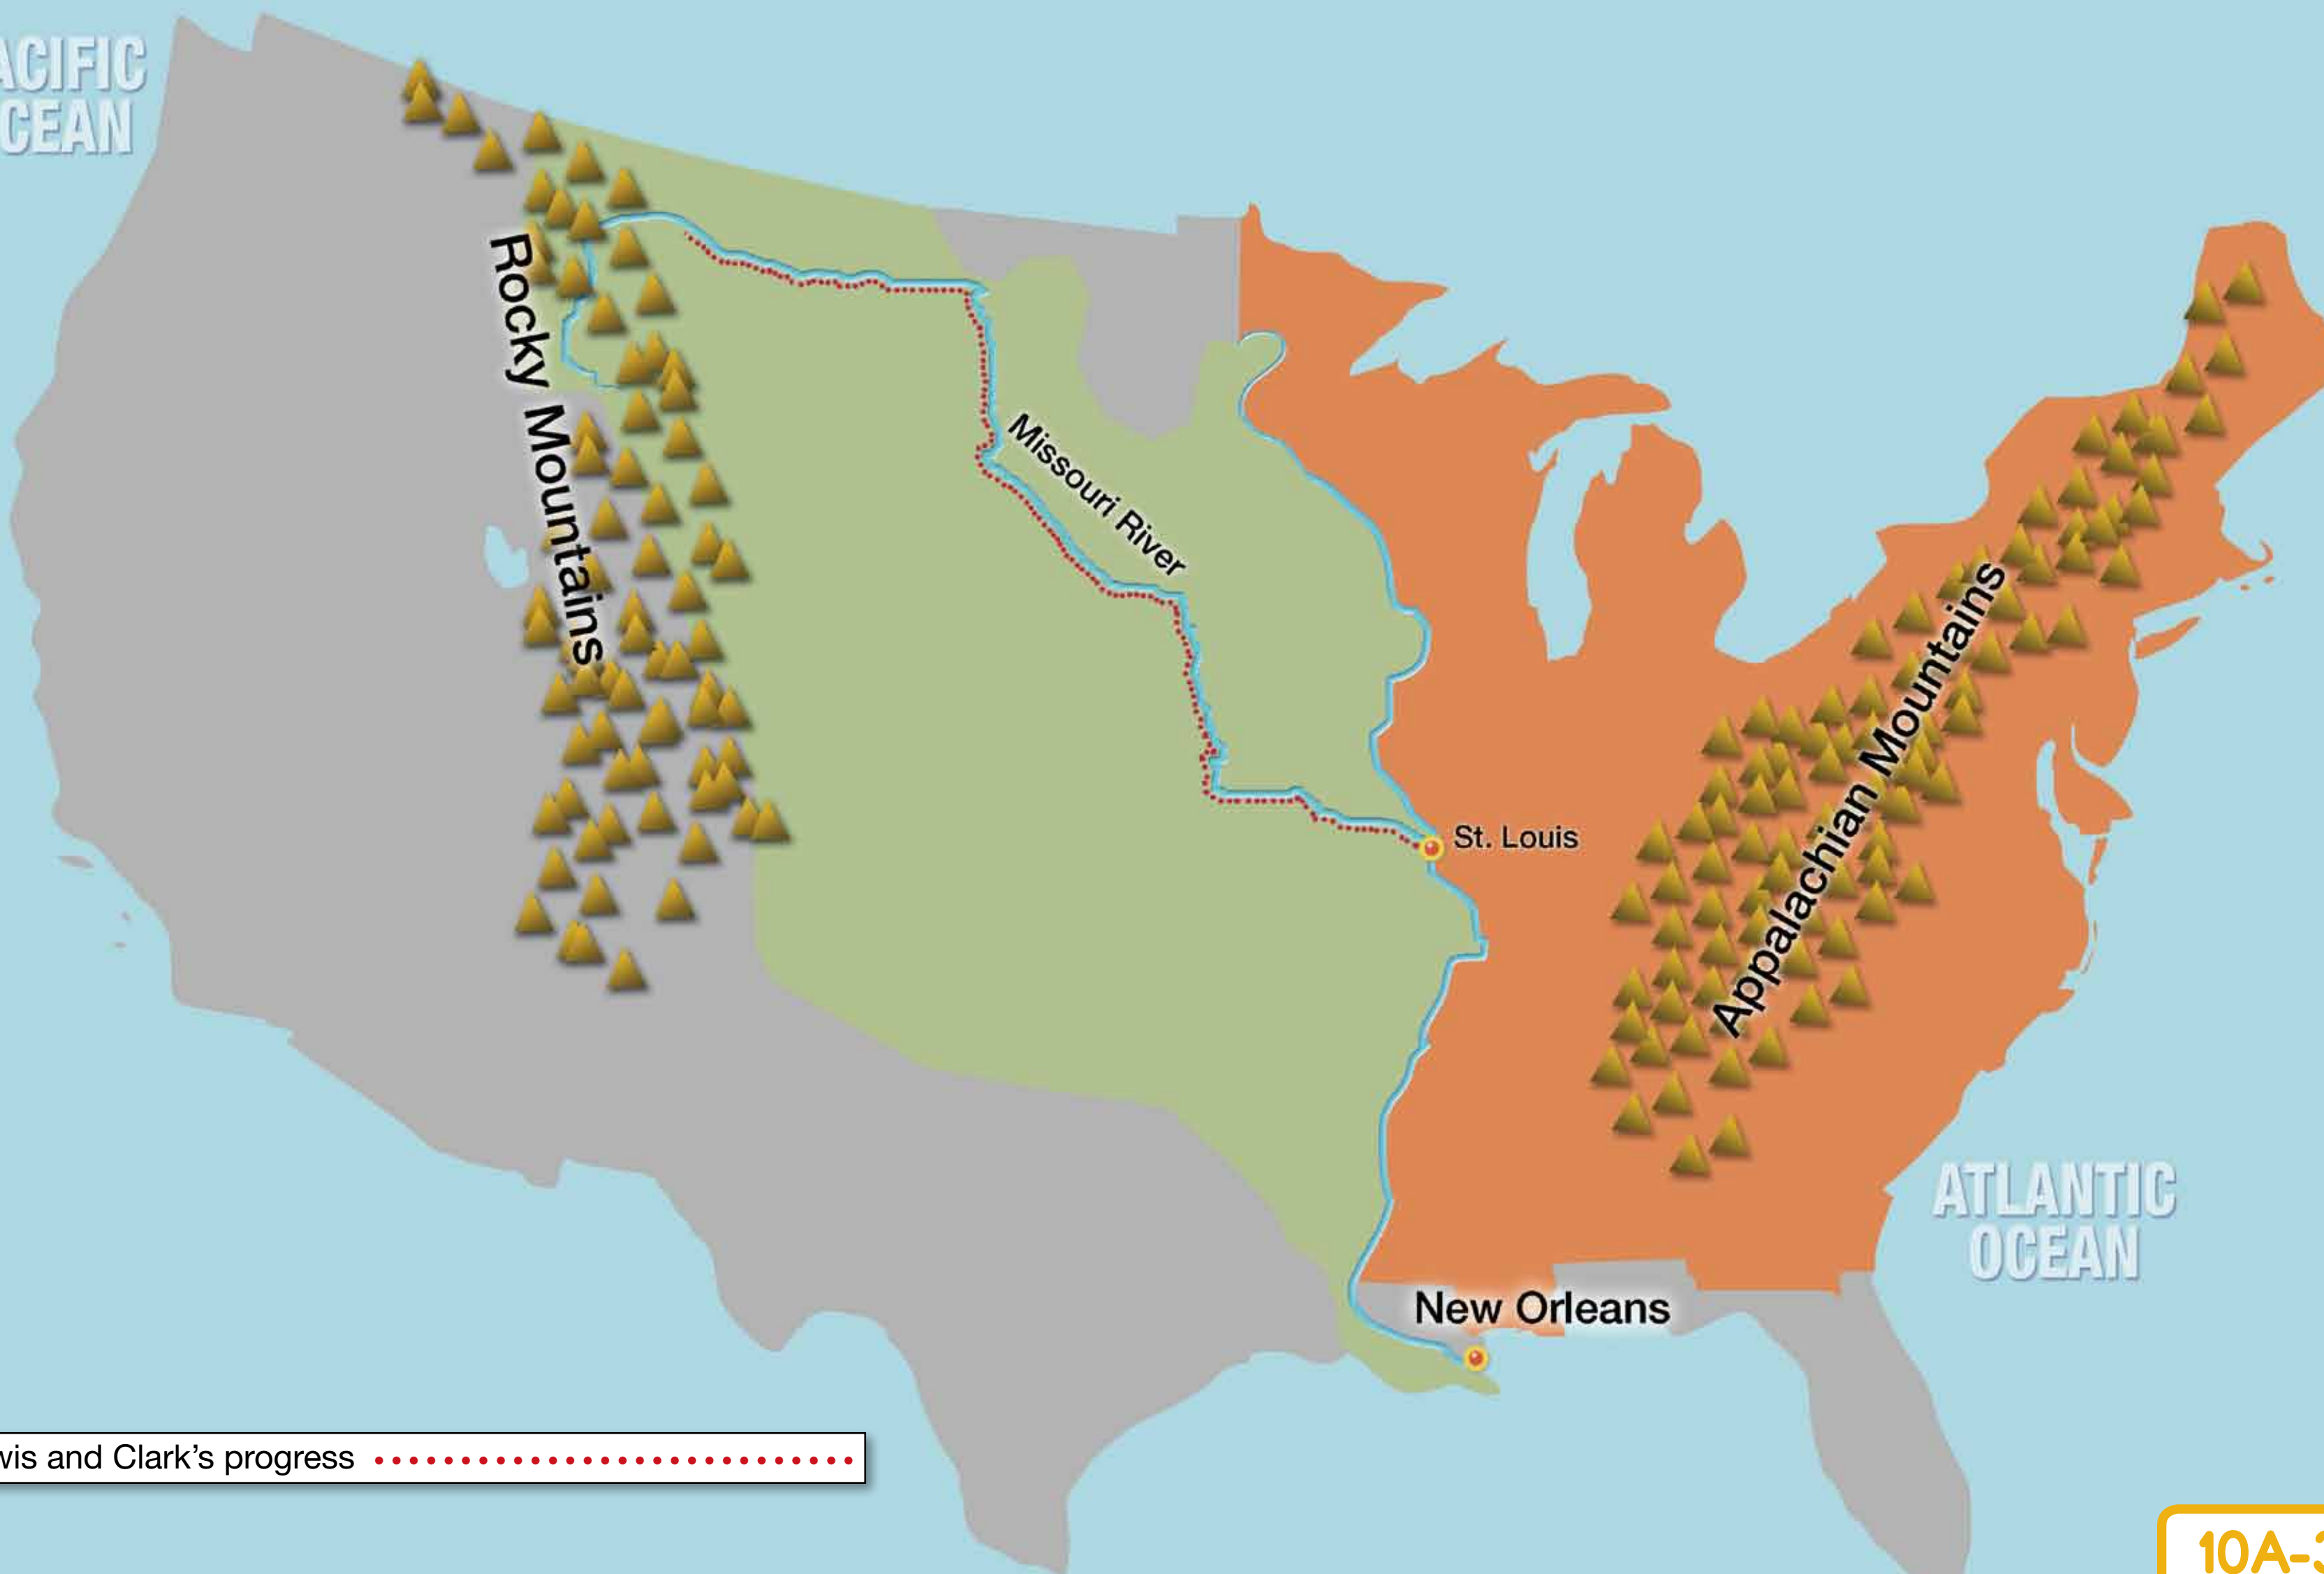 ACIFIC
CEAN
Rocky Mountains
Missouri River
St. Louis
Appalachian Mountains
New Orleans
ATLANTIC
OCEAN
wis and Clark's progress
10A-3